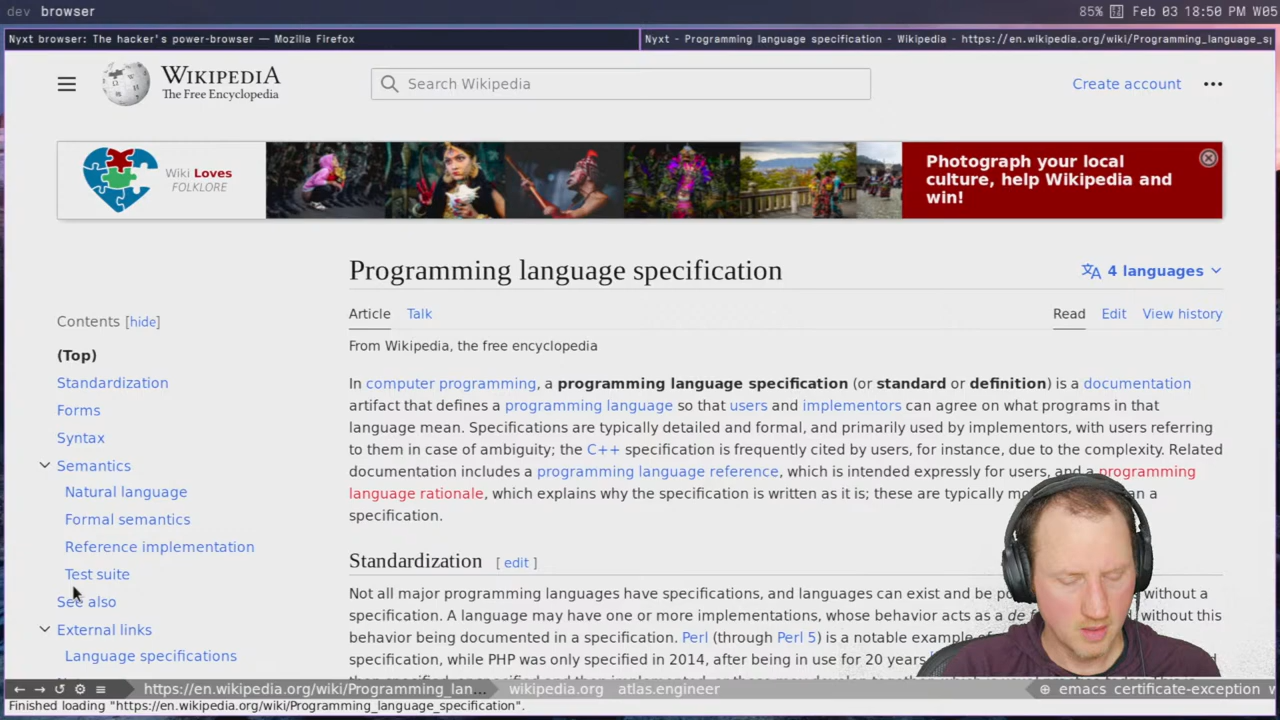 dev browser
85% Feb 03 18:50 PM W05
Nyxt browser: The hacker's power-browser — Mozilla Firefox
Nyxt - Programming language specification - Wikipedia - https://en.wikipedia.org/wiki/Programming_language_sp
WIKIPEDIA
The Free Encyclopedia
Search Wikipedia
Create account
Wiki Loves
FOLKLORE
Photograph your local
culture, help Wikipedia and
win!
Programming language specification
4 languages
Contents [hide]
(Top)
Standardization
Forms
Syntax
Semantics
Natural language
Formal semantics
Reference implementation
Test suite
See also
External links
Language specifications
Article Talk
Read Edit View history
From Wikipedia, the free encyclopedia
In computer programming, a programming language specification (or standard or definition) is a documentation
artifact that defines a programming language so that users and implementors can agree on what programs in that
language mean. Specifications are typically detailed and formal, and primarily used by implementors, with users referring
to them in case of ambiguity; the C++ specification is frequently cited by users, for instance, due to the complexity. Related
documentation includes a programming language reference, which is intended expressly for users, and a programming
language rationale, which explains why the specification is written as it is; these are typically an a
specification.
Standardization [ edit ]
Not all major programming languages have specifications, and languages can exist and be without a
specification. A language may have one or more implementations, whose behavior acts as a de without this
behavior being documented in a specification. Perl (through Perl 5) is a notable example
specification, while PHP was only specified in 2014, after being in use for 20 years
https://en.wikipedia.org/wiki/Programming_lan... wikipedia.org atlas.engineer
emacs certificate-exception
Finished loading "https://en.wikipedia.org/wiki/Programming_language_specification".